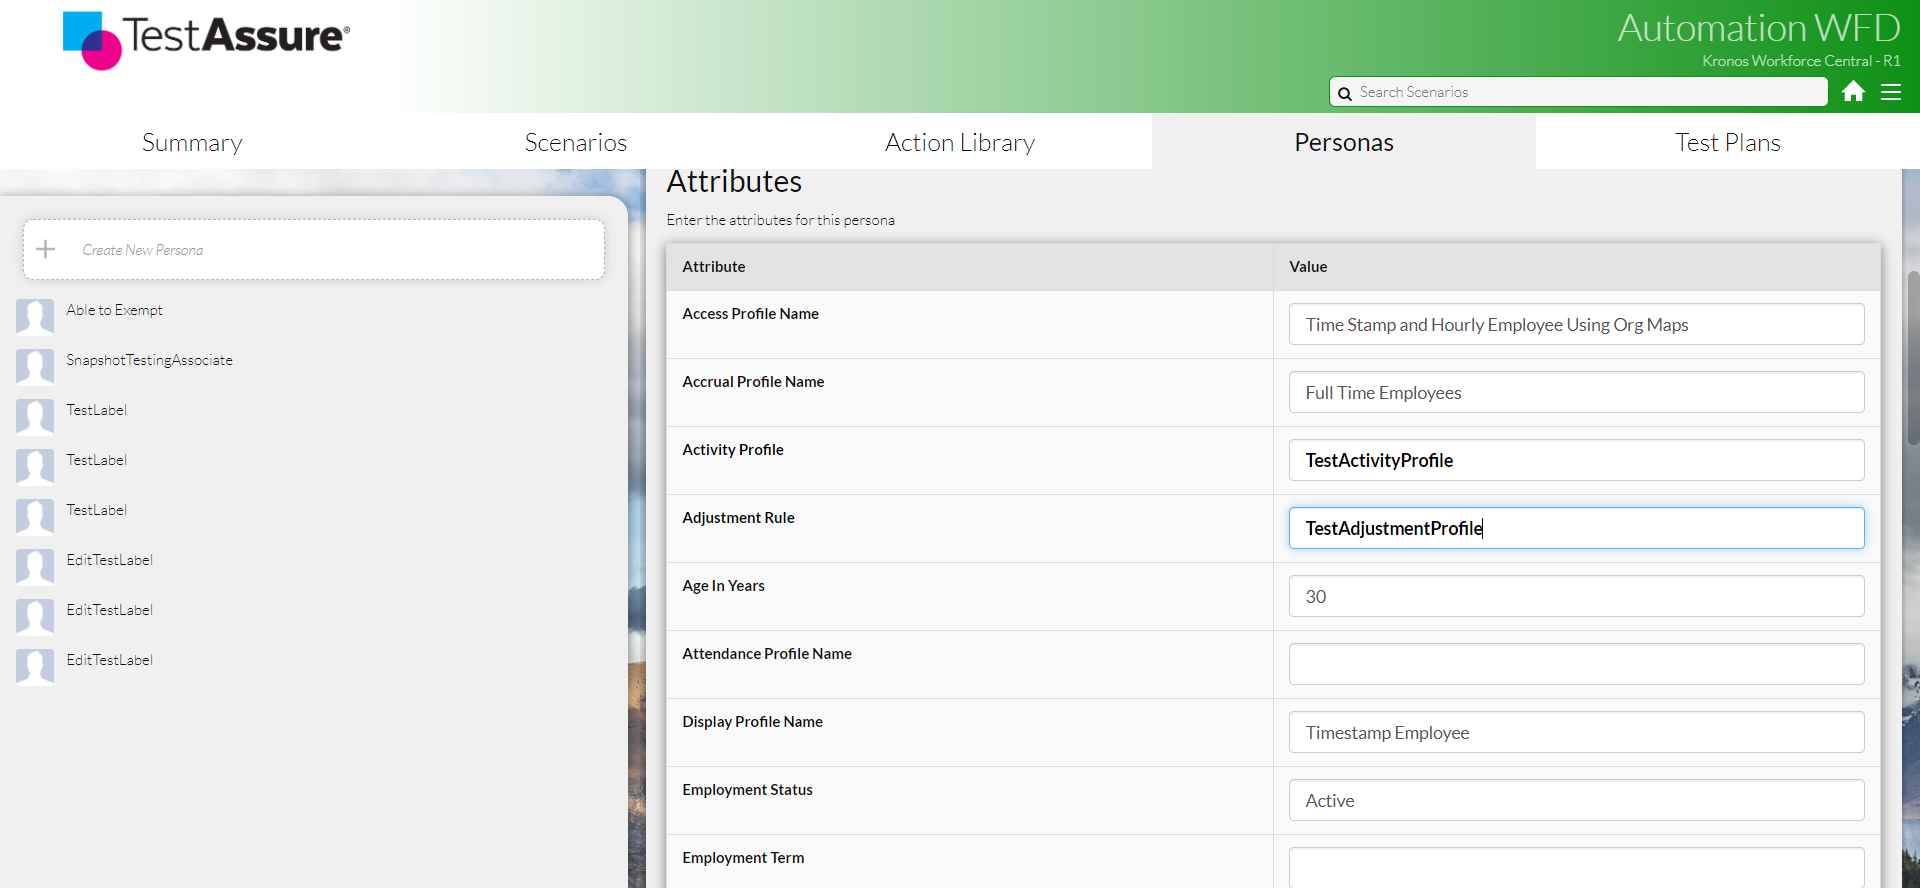 TestAssure®
Automation WFD
Kronos Workforce Central - R1
Search Scenarios
Summary
Scenarios
Action Library
Personas
Test Plans
Create New Persona
Able to Exempt
SnapshotTestingAssociate
TestLabel
TestLabel
TestLabel
EditTestLabel
EditTestLabel
EditTestLabel
Attributes
Enter the attributes for this persona
Attribute Value
Access Profile Name Time Stamp and Hourly Employee Using Org Maps
Accrual Profile Name Full Time Employees
Activity Profile TestActivityProfile
Adjustment Rule TestAdjustmentProfile
Age In Years 30
Attendance Profile Name
Display Profile Name Timestamp Employee
Employment Status Active
Employment Term